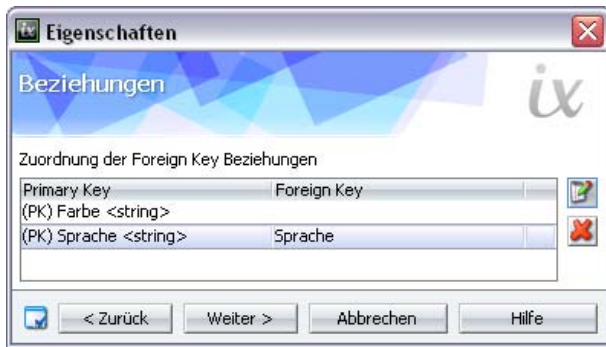 ix Eigenschaften
Beziehungen
ix
Zuordnung der Foreign Key Beziehungen
Primary Key Foreign Key
(PK) Farbe <string>
(PK) Sprache <string> Sprache
< Zurück Weiter > Abbrechen Hilfe